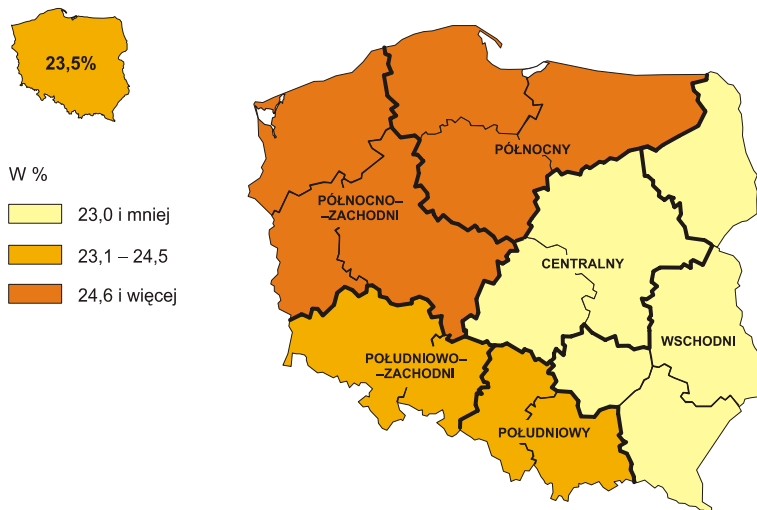 23,5%
W %
23,0 i mniej
23,1 – 24,5
24,6 i więcej
PÓŁNOCNY
PÓŁNOCNO–
–ZACHODNI
CENTRALNY
WSCHODNI
POŁUDNIOWO–
–ZACHODNI
POŁUDNIOWY